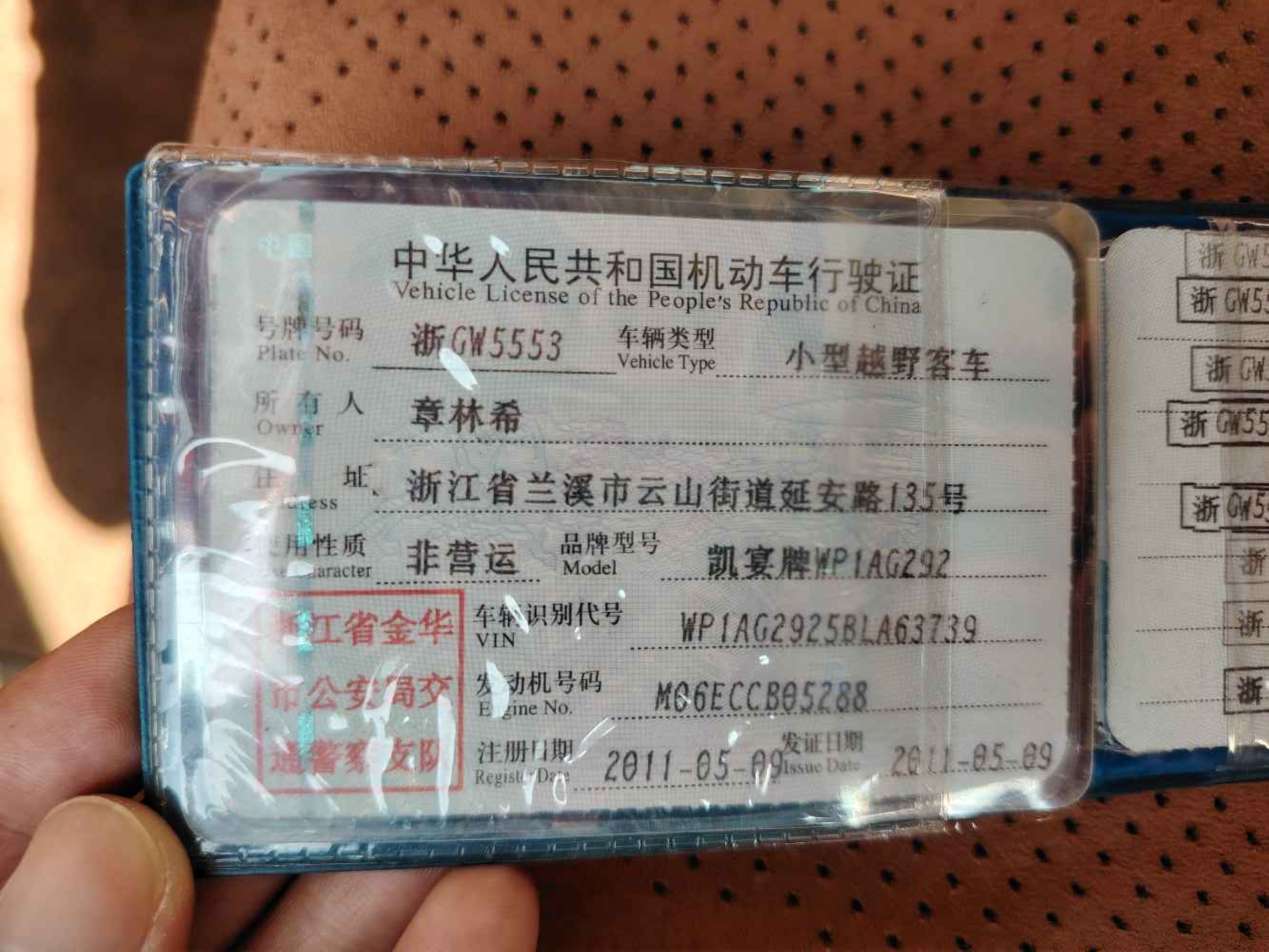 中华人民共和国机动车行驶证
Vehicle License of the People's Republic of China
号牌号码 浙GW5553 车辆类型 小型越野客车
Plate No. Vehicle Type
所有人 章林希
Owner
住址 浙江省兰溪市云山街道延安路135号
Address
使用性质 非营运 品牌型号 凯宴牌WP1AG292
Character Model
浙江省金华 车辆识别代号 WP1AG2925BLA63739
VIN
市公安局交 发动机号码 M06ECCB05288
Engine No.
通警察支队 注册日期 2011-05-09 发证日期 2011-05-09
Register Date Issue Date
浙GW5
浙GW55
浙GW
浙GW55
浙GW5
浙
浙
浙